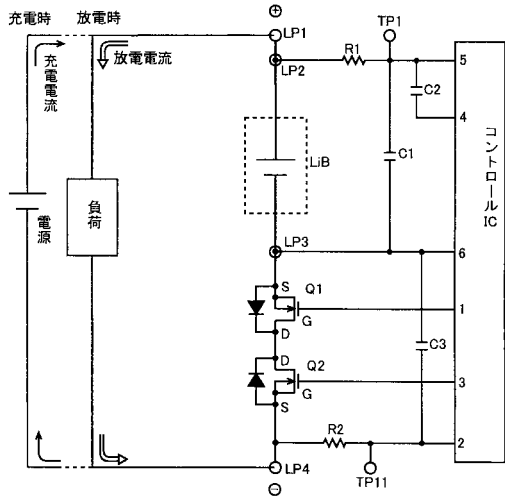 充電時
放電時
⊕
LP1
TP1
充電電流
放電電流
LP2
R1
5
C2
4
コントロールIC
C1
LiB
電源
負荷
LP3
6
S
Q1
G
1
D
D
Q2
C3
G
3
S
R2
2
LP4
TP11
⊖